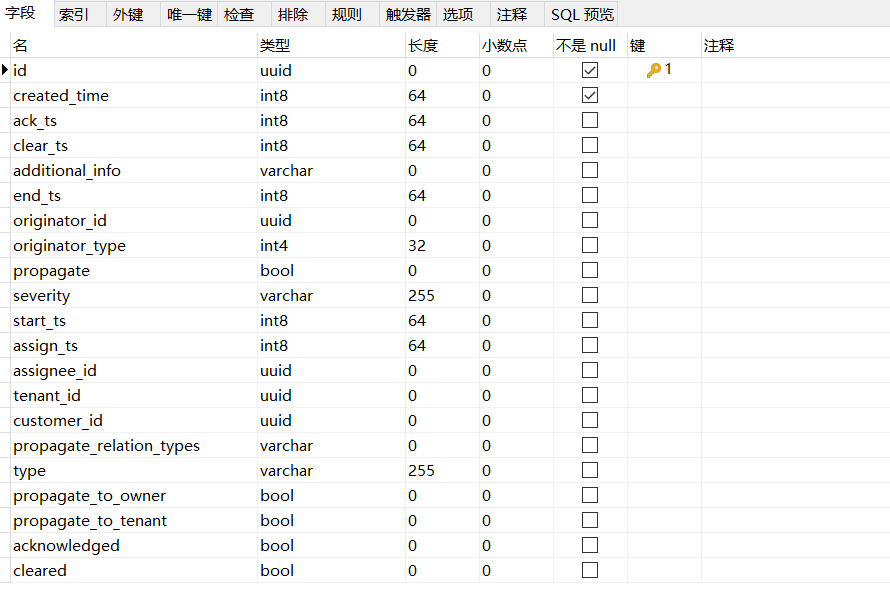 字段 索引 外键 唯一键 检查 排除 规则 触发器 选项 注释 SQL 预览
名 类型 长度 小数点 不是 null 键 注释
id uuid 0 0 1
created_time int8 64 0
ack_ts int8 64 0
clear_ts int8 64 0
additional_info varchar 0 0
end_ts int8 64 0
originator_id uuid 0 0
originator_type int4 32 0
propagate bool 0 0
severity varchar 255 0
start_ts int8 64 0
assign_ts int8 64 0
assignee_id uuid 0 0
tenant_id uuid 0 0
customer_id uuid 0 0
propagate_relation_types varchar 0 0
type varchar 255 0
propagate_to_owner bool 0 0
propagate_to_tenant bool 0 0
acknowledged bool 0 0
cleared bool 0 0